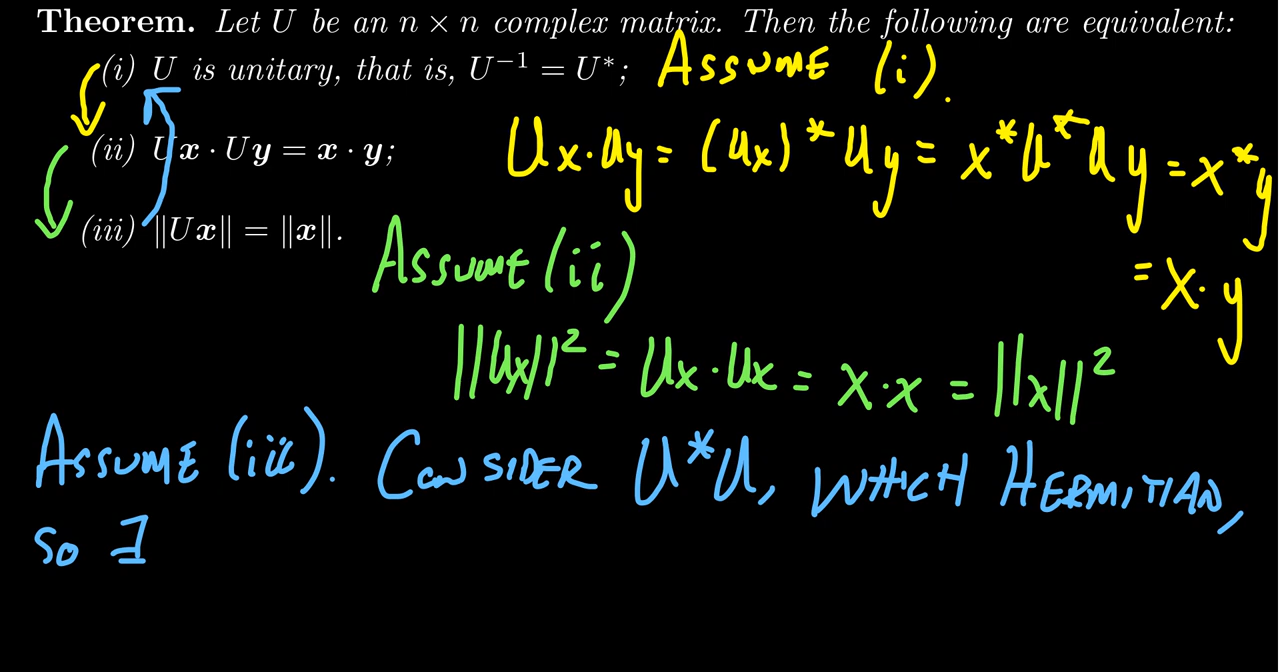 Theorem. Let U be an n × n complex matrix. Then the following are equivalent:
(i) U is unitary, that is, U⁻¹ = U*; ASSUME (i).
(ii) Ux · Uy = x · y; Ux·Uy = (Ux)*Uy = x*U*Uy = x*y
(iii) ‖Ux‖ = ‖x‖.
= x·y
ASSUME (ii)
||Ux||² = Ux·Ux = x·x = ||x||²
ASSUME (iii). CONSIDER U*U, WHICH HERMITIAN,
SO